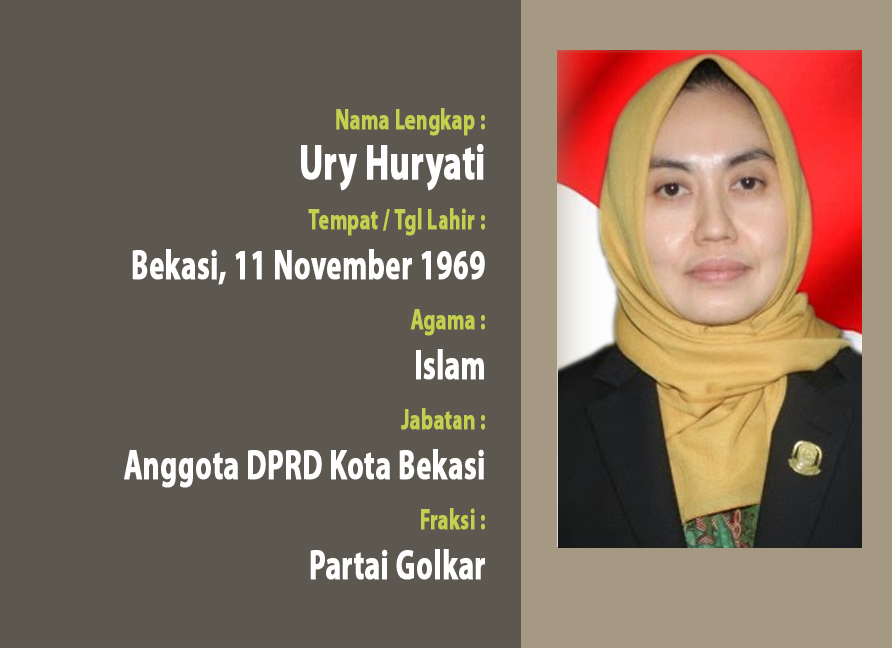 Nama Lengkap :
Ury Huryati
Tempat / Tgl Lahir :
Bekasi, 11 November 1969
Agama :
Islam
Jabatan :
Anggota DPRD Kota Bekasi
Fraksi :
Partai Golkar